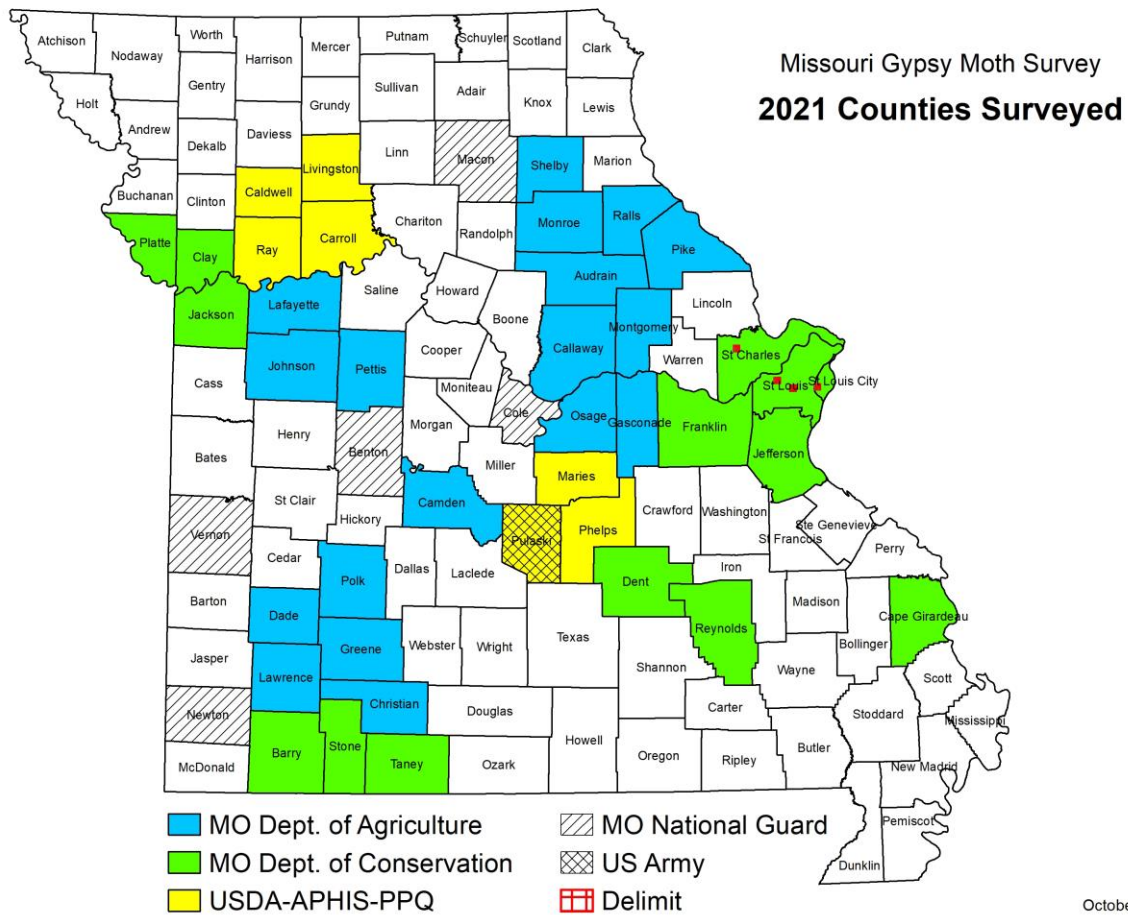 Missouri Gypsy Moth Survey
2021 Counties Surveyed
Atchison
Nodaway
Worth
Harrison
Mercer
Putnam
Schuyler
Scotland
Clark
Holt
Gentry
Sullivan
Adair
Knox
Lewis
Andrew
Dekalb
Daviess
Grundy
Linn
Macon
Shelby
Marion
Buchanan
Clinton
Caldwell
Livingston
Chariton
Randolph
Monroe
Ralls
Pike
Platte
Clay
Ray
Carroll
Audrain
Jackson
Lafayette
Saline
Howard
Boone
Callaway
Montgomery
Lincoln
Warren
St Charles
St Louis
St Louis City
Cass
Johnson
Pettis
Cooper
Moniteau
Cole
Osage
Gasconade
Franklin
Jefferson
Bates
Henry
Benton
Morgan
Miller
Maries
Vernon
St Clair
Hickory
Camden
Pulaski
Phelps
Crawford
Washington
St Francois
Ste Genevieve
Perry
Barton
Cedar
Polk
Dallas
Laclede
Dent
Iron
Madison
Cape Girardeau
Bollinger
Jasper
Dade
Greene
Webster
Wright
Texas
Shannon
Reynolds
Wayne
Scott
Newton
Lawrence
Christian
Douglas
Howell
Carter
Stoddard
Mississippi
McDonald
Barry
Stone
Taney
Ozark
Oregon
Ripley
Butler
New Madrid
Pemiscot
Dunklin
MO Dept. of Agriculture
MO Dept. of Conservation
USDA-APHIS-PPQ
MO National Guard
US Army
Delimit
Octobe